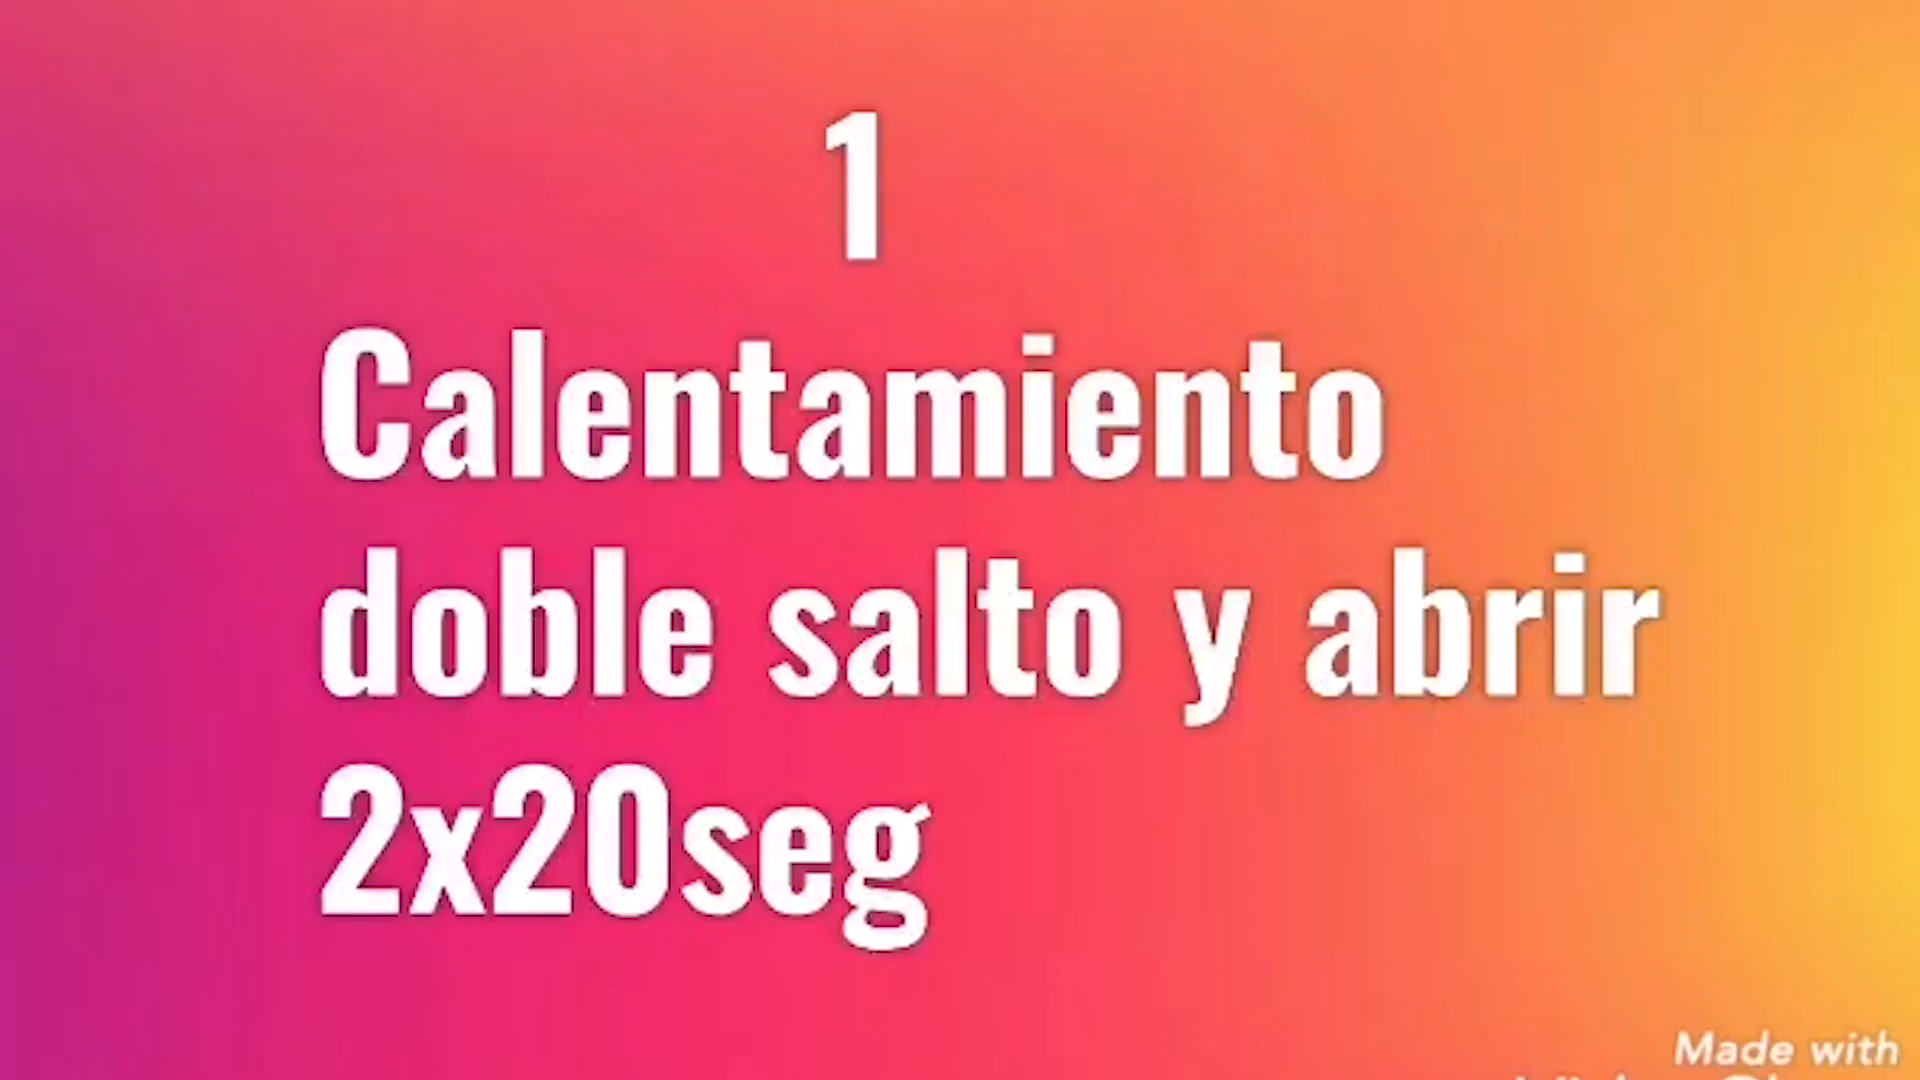 1
Calentamiento
doble salto y abrir
2x20seg
Made with